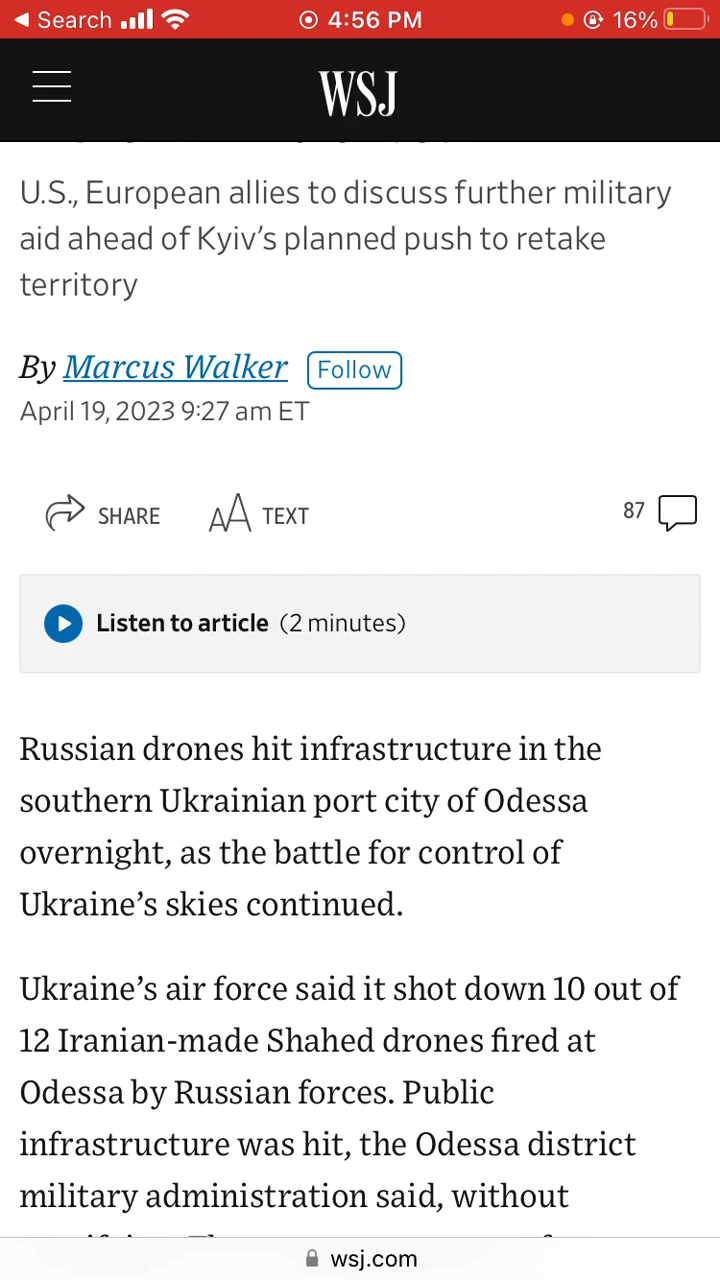 Search
4:56 PM
16%
WSJ
U.S., European allies to discuss further military
aid ahead of Kyiv’s planned push to retake
territory
By Marcus Walker Follow
April 19, 2023 9:27 am ET
SHARE
TEXT
87
Listen to article (2 minutes)
Russian drones hit infrastructure in the
southern Ukrainian port city of Odessa
overnight, as the battle for control of
Ukraine’s skies continued.
Ukraine’s air force said it shot down 10 out of
12 Iranian-made Shahed drones fired at
Odessa by Russian forces. Public
infrastructure was hit, the Odessa district
military administration said, without
wsj.com